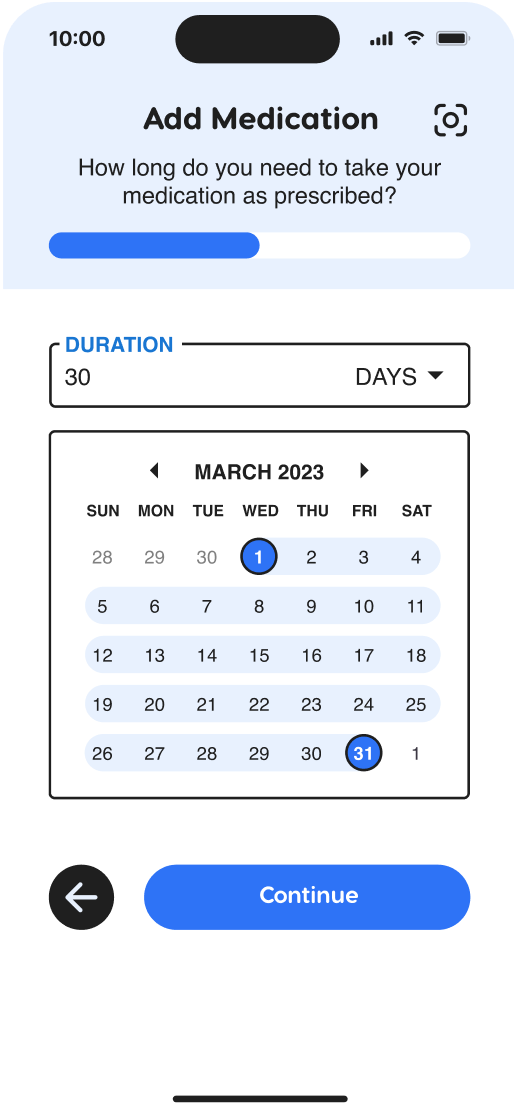 10:00
Add Medication
How long do you need to take your
medication as prescribed?
DURATION
30 DAYS
MARCH 2023
SUN MON TUE WED THU FRI SAT
28 29 30 1 2 3 4
5 6 7 8 9 10 11
12 13 14 15 16 17 18
19 20 21 22 23 24 25
26 27 28 29 30 31 1
Continue